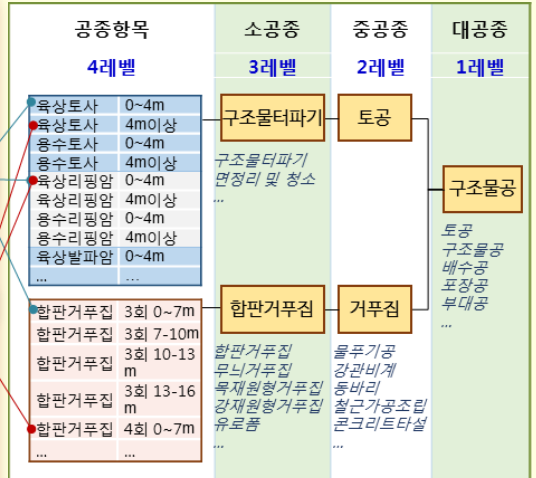 공종항목 소공종 중공종 대공종
4레벨 3레벨 2레벨 1레벨
육상토사 0~4m
육상토사 4m이상
용수토사 0~4m
용수토사 4m이상
육상리핑암 0~4m
육상리핑암 4m이상
용수리핑암 0~4m
용수리핑암 4m이상
육상발파암 0~4m
... ...
합판거푸집 3회 0~7m
합판거푸집 3회 7-10m
합판거푸집 3회 10-13
m
합판거푸집 3회 13-16
m
합판거푸집 4회 0~7m
... ...
구조물터파기
구조물터파기
면정리 및 청소
...
합판거푸집
합판거푸집
무늬거푸집
목재원형거푸집
강재원형거푸집
유로폼
...
토공
거푸집
물푸기공
강관비계
동바리
철근가공조립
콘크리트타설
...
구조물공
토공
구조물공
배수공
포장공
부대공
...